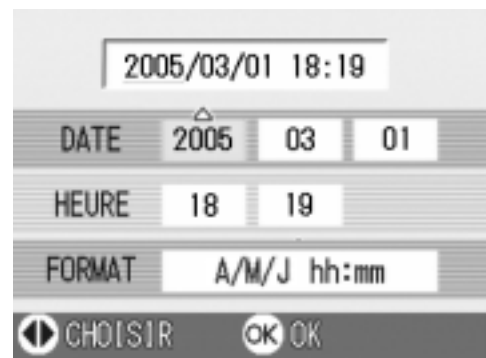 2005/03/01 18:19
DATE 2005 03 01
HEURE 18 19
FORMAT A/M/J hh:mm
CHOISIR OK OK